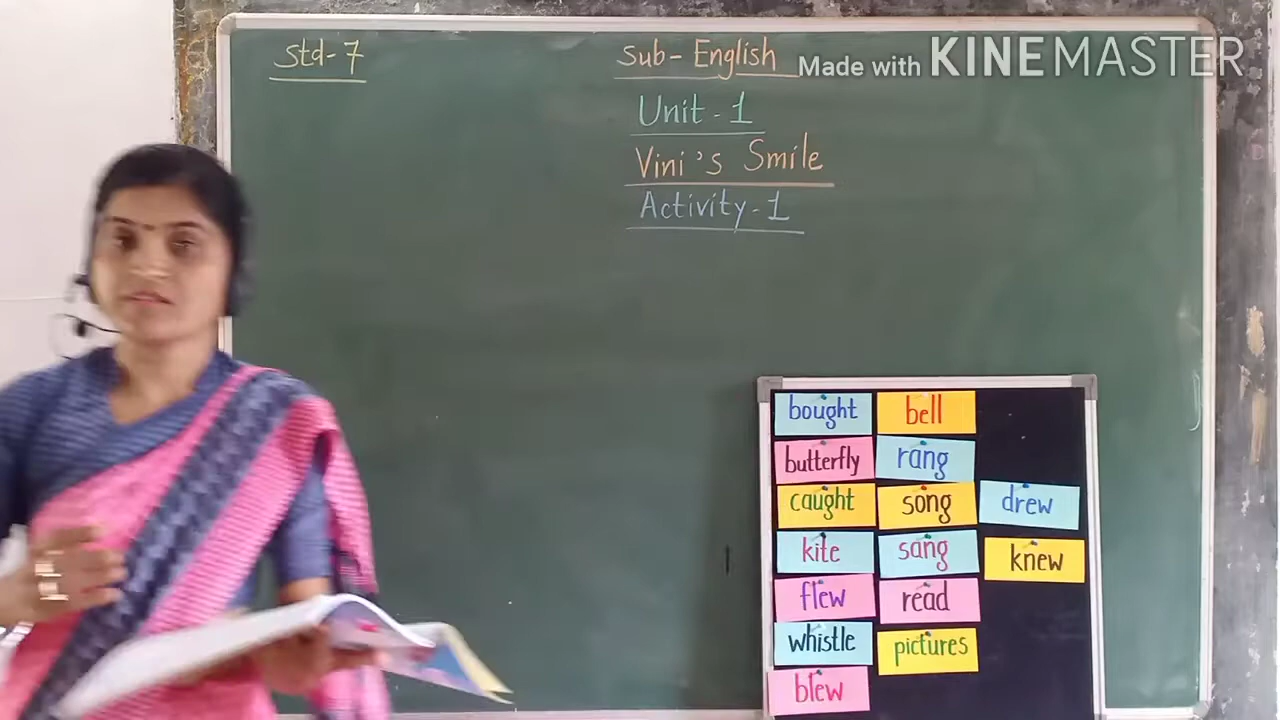 Std-7
Sub-English
Made with KINEMASTER
Unit-1
Vini's Smile
Activity-1
bought
butterfly
caught
kite
flew
whistle
blew
bell
rang
song
sang
read
pictures
drew
knew